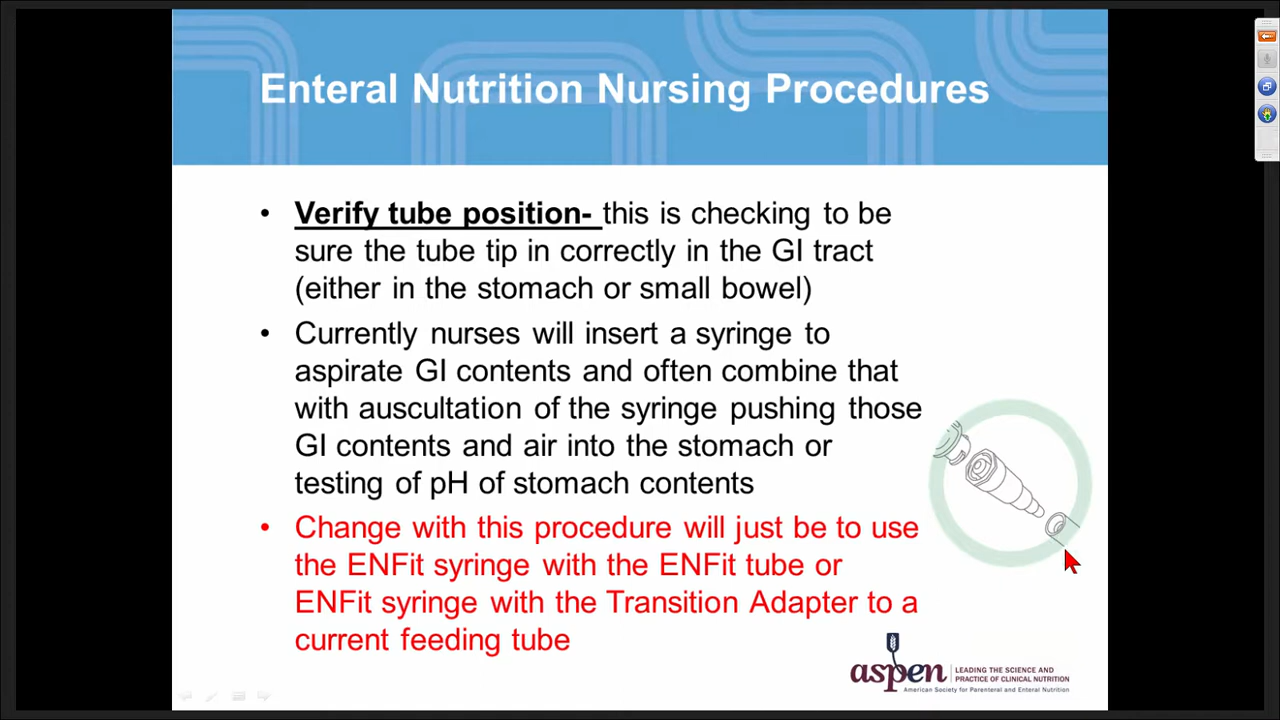 Enteral Nutrition Nursing Procedures
• Verify tube position- this is checking to be
sure the tube tip in correctly in the GI tract
(either in the stomach or small bowel)
• Currently nurses will insert a syringe to
aspirate GI contents and often combine that
with auscultation of the syringe pushing those
GI contents and air into the stomach or
testing of pH of stomach contents
• Change with this procedure will just be to use
the ENFit syringe with the ENFit tube or
ENFit syringe with the Transition Adapter to a
current feeding tube
aspen
LEADING THE SCIENCE AND
PRACTICE OF CLINICAL NUTRITION
American Society for Parenteral and Enteral Nutrition